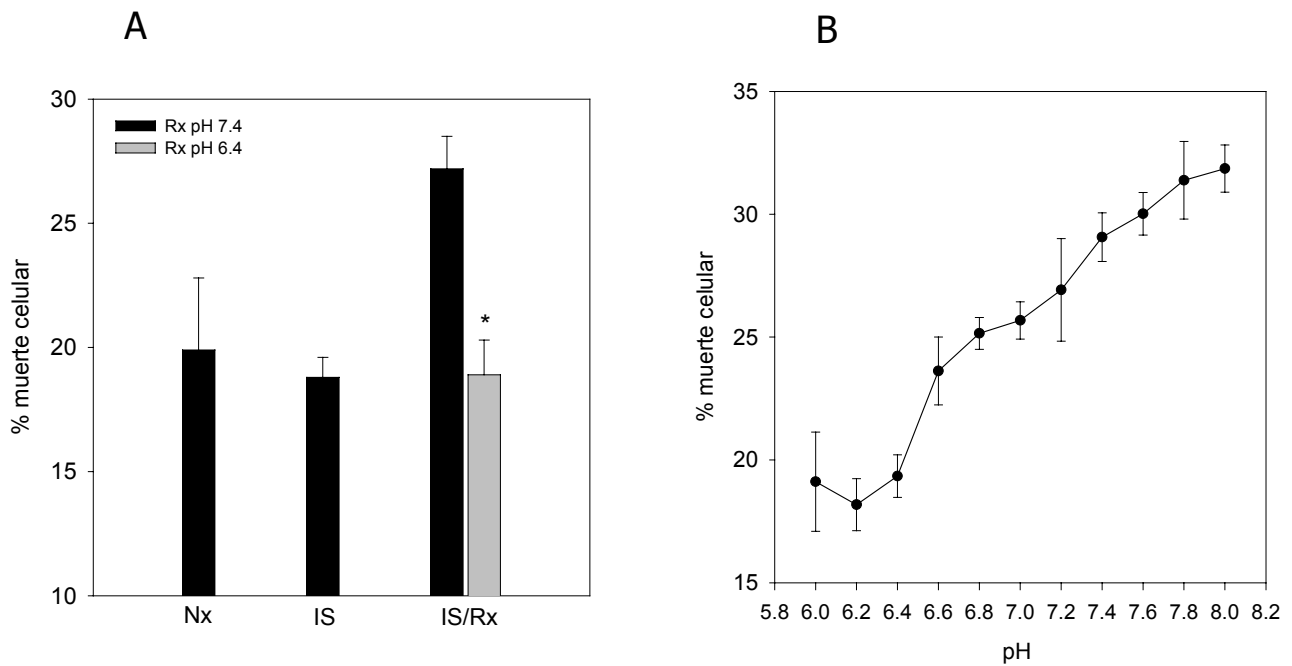 A
30
25
20
15
10
% muerte celular
Rx pH 7.4
Rx pH 6.4
*
Nx IS IS/Rx
B
35
30
25
20
15
% muerte celular
5.8 6.0 6.2 6.4 6.6 6.8 7.0 7.2 7.4 7.6 7.8 8.0 8.2
pH